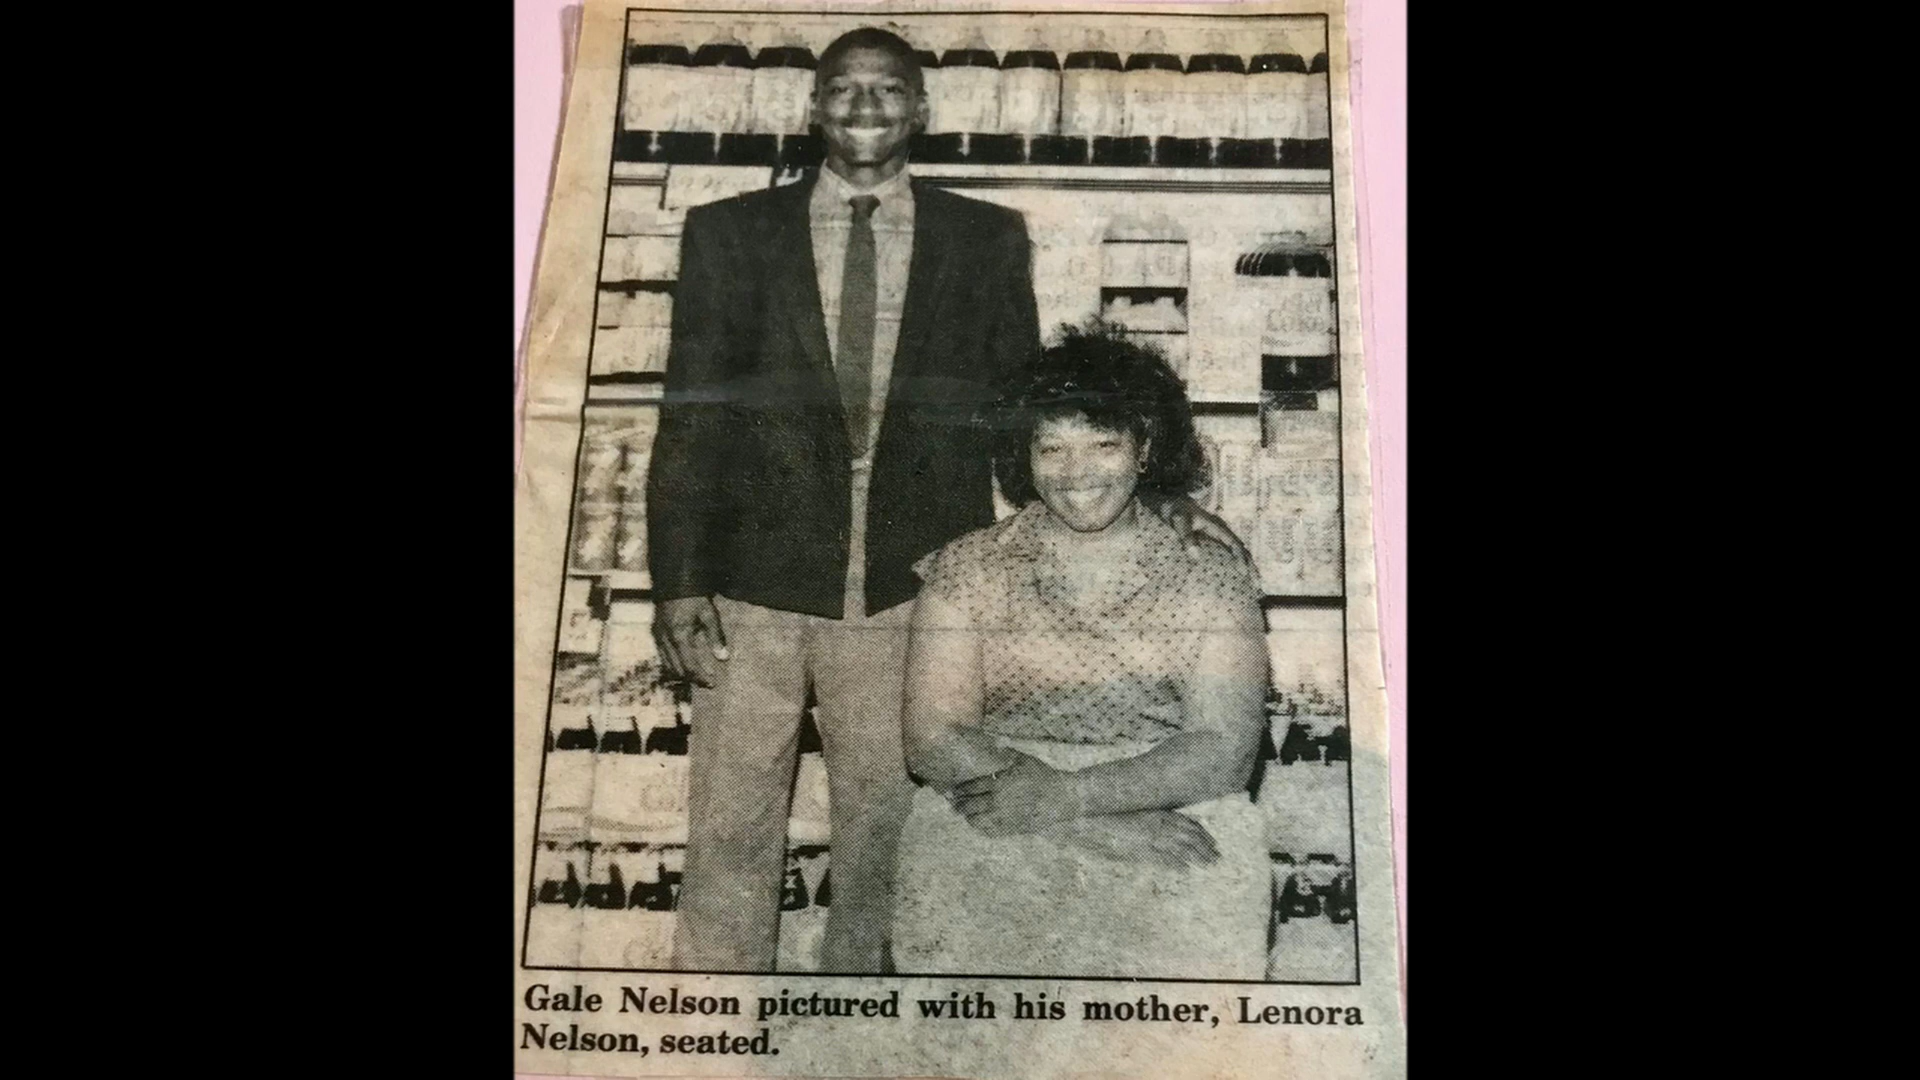 Gale Nelson pictured with his mother, Lenora
Nelson, seated.